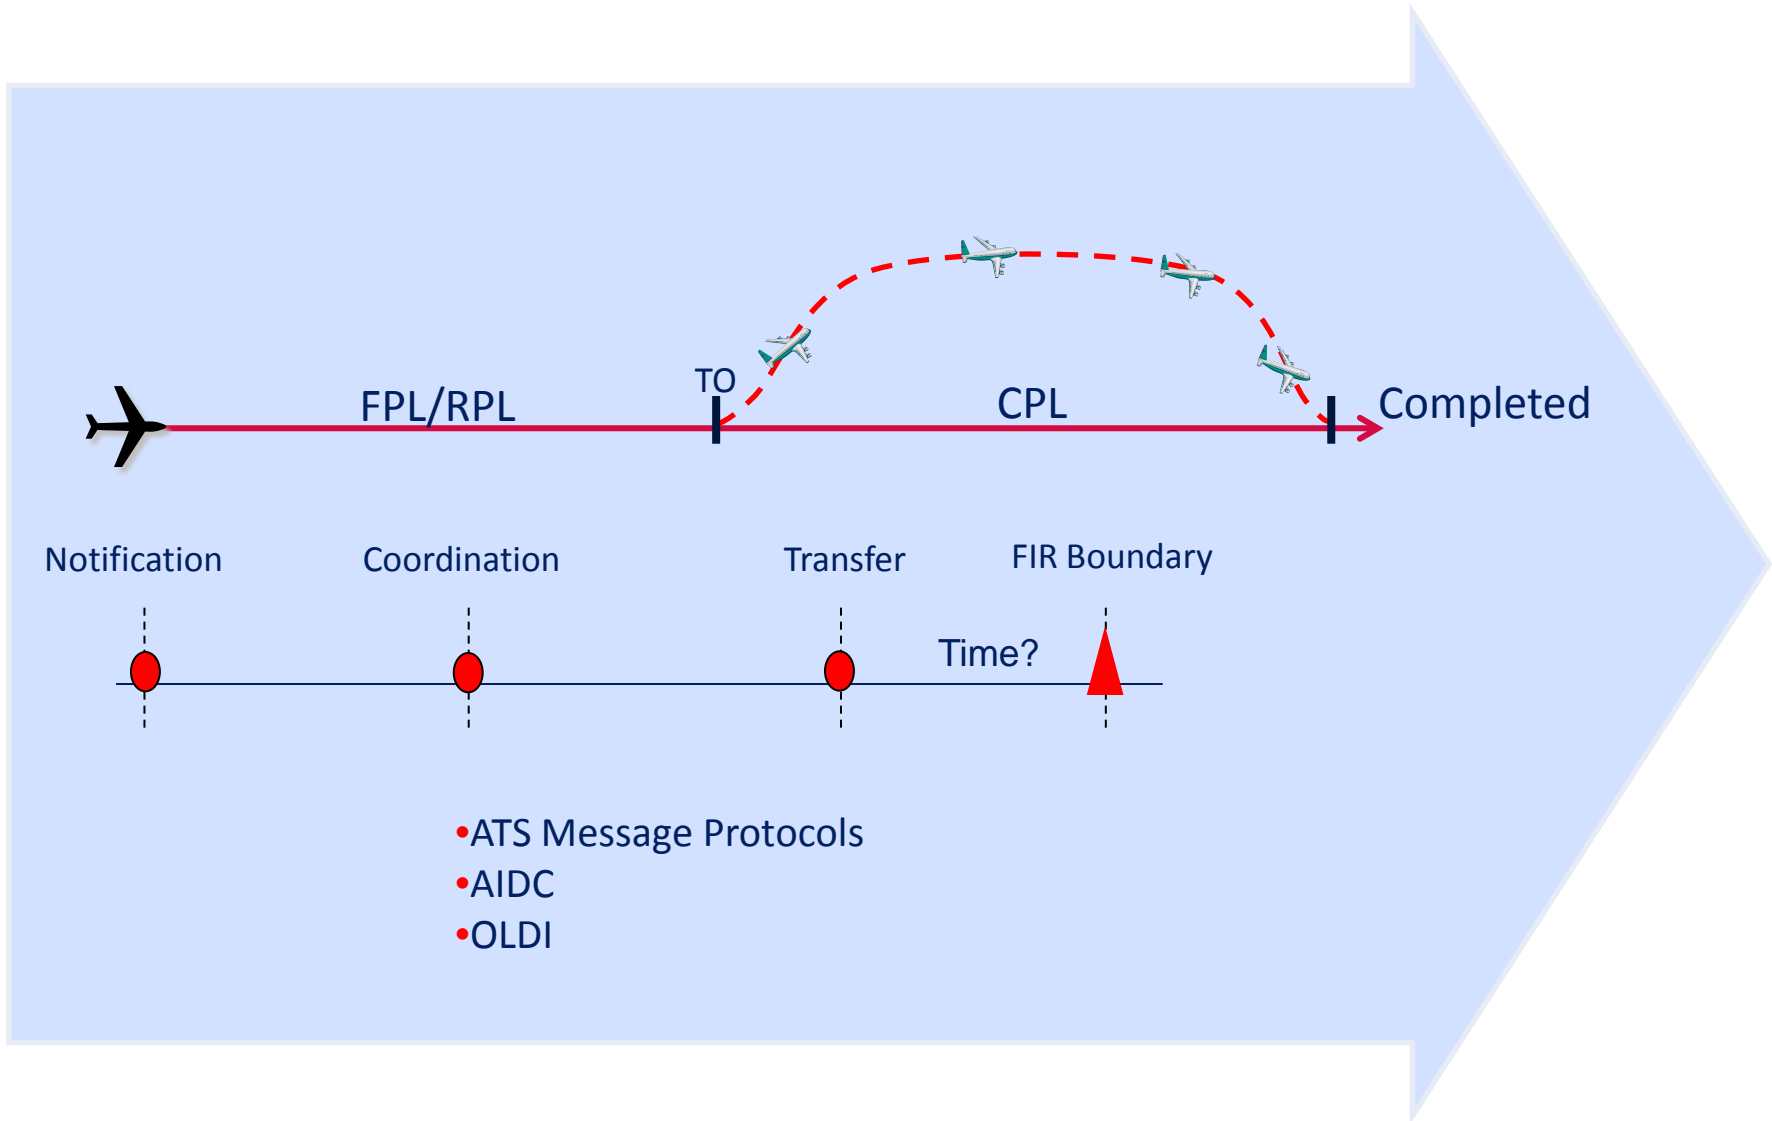 TO
FPL/RPL
CPL
Completed
Notification
Coordination
Transfer
FIR Boundary
Time?
•ATS Message Protocols
•AIDC
•OLDI